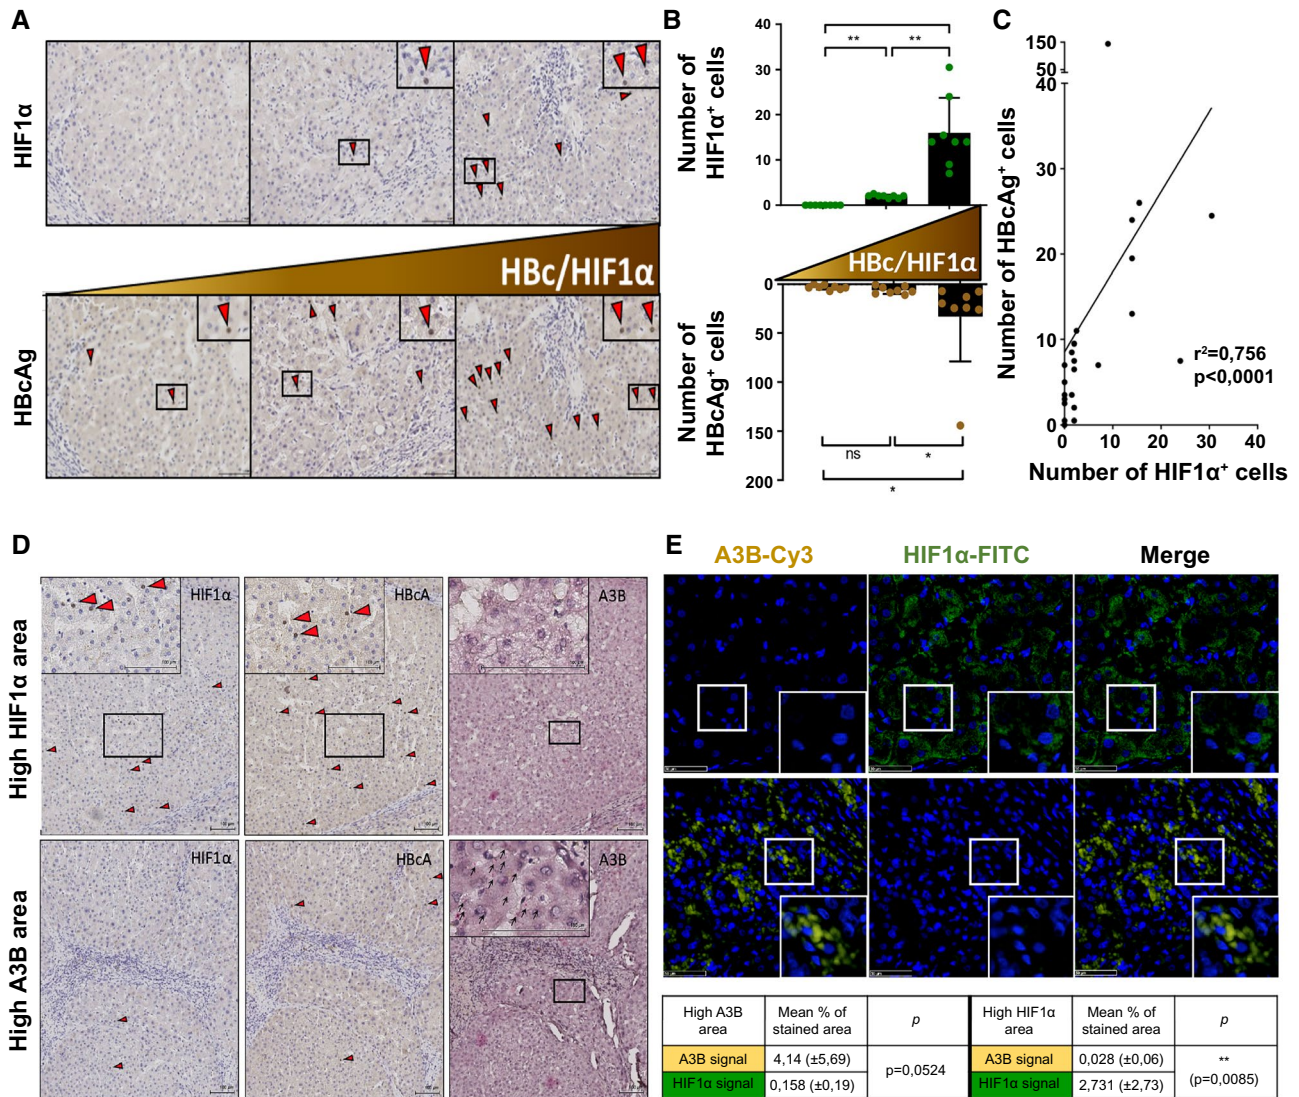 A
HIF1α
HBc/HIF1α
HBcAg
B
Number of
HIF1α⁺ cells
40
30
20
10
0
**
**
HBc/HIF1α
Number of
HBcAg⁺ cells
0
50
100
150
200
ns
*
*
C
Number of HBcAg⁺ cells
150
50
40
30
20
10
0
r²=0,756
p<0,0001
0
10
20
30
40
Number of HIF1α⁺ cells
D
High HIF1α area
HIF1α
HBcA
A3B
High A3B area
HIF1α
HBcA
A3B
E
A3B-Cy3
HIF1α-FITC
Merge
High A3B area
Mean % of stained area
p
High HIF1α area
Mean % of stained area
p
A3B signal
4,14 (±5,69)
p=0,0524
A3B signal
0,028 (±0,06)
**
(p=0,0085)
HIF1α signal
0,158 (±0,19)
HIF1α signal
2,731 (±2,73)